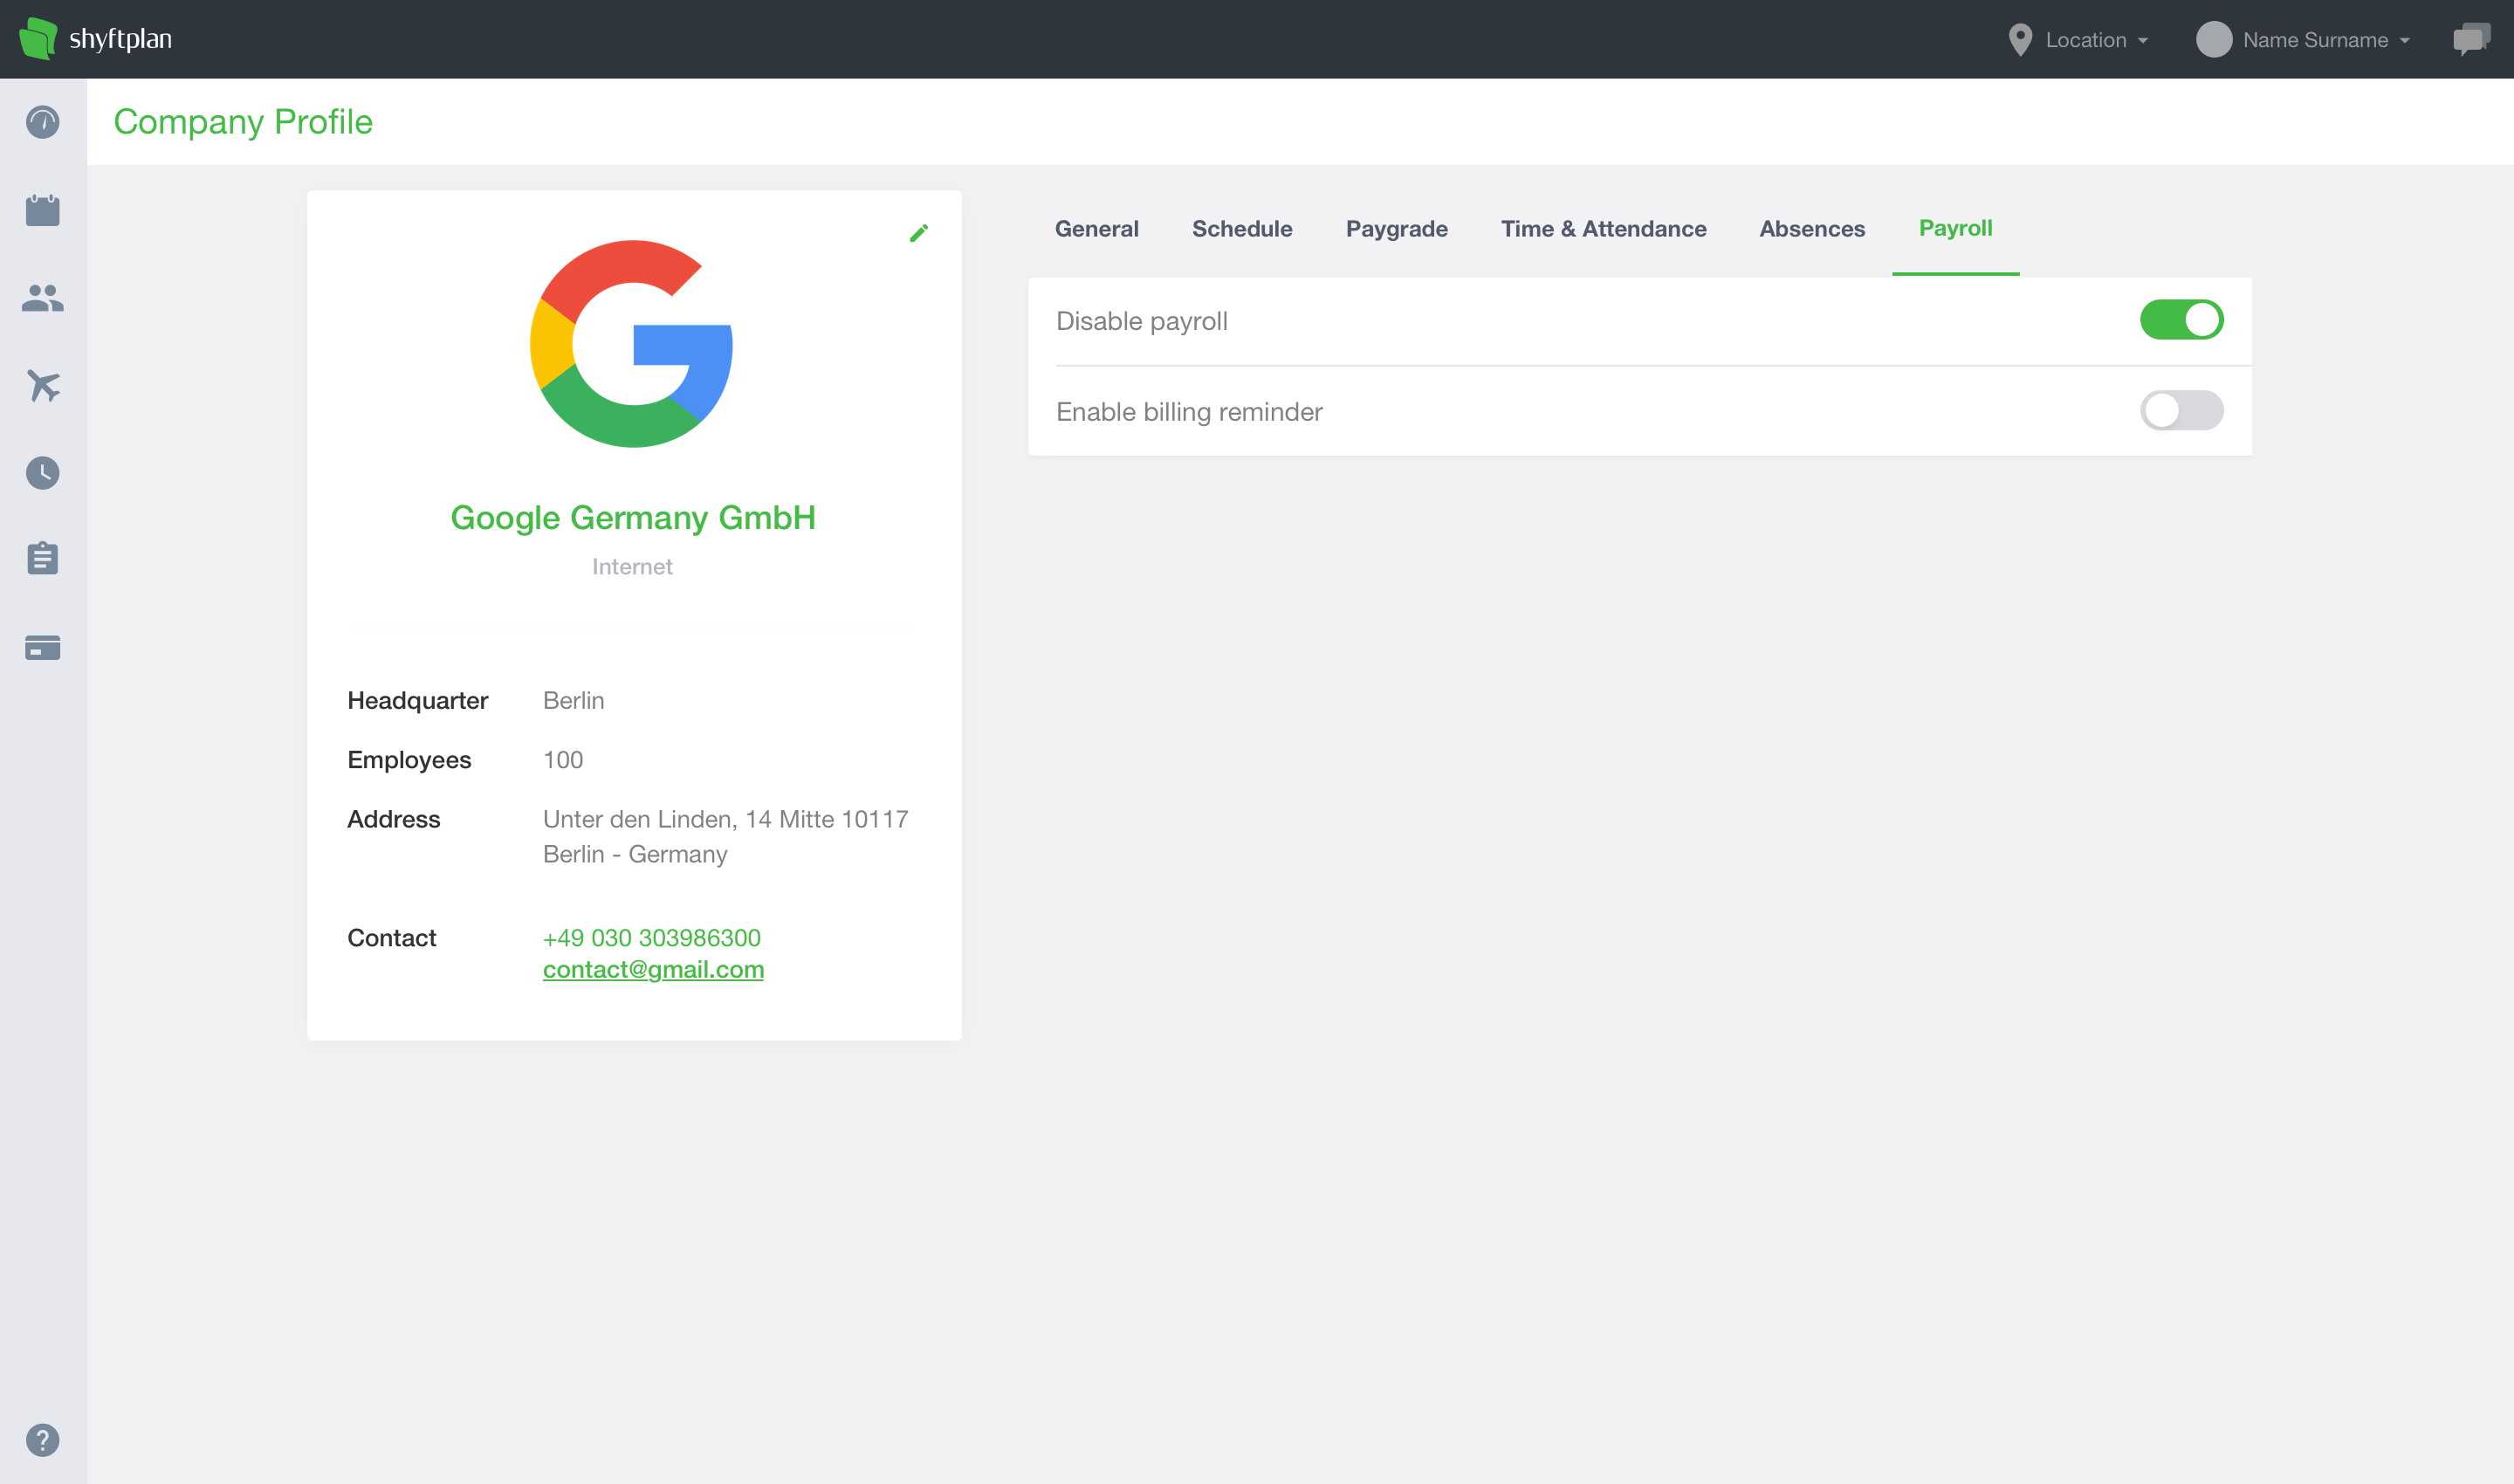 shyftplan
Location
Name Surname
Company Profile
Google Germany GmbH
Internet
Headquarter Berlin
Employees 100
Address Unter den Linden, 14 Mitte 10117
Berlin - Germany
Contact +49 030 303986300
contact@gmail.com
General Schedule Paygrade Time & Attendance Absences Payroll
Disable payroll
Enable billing reminder
?